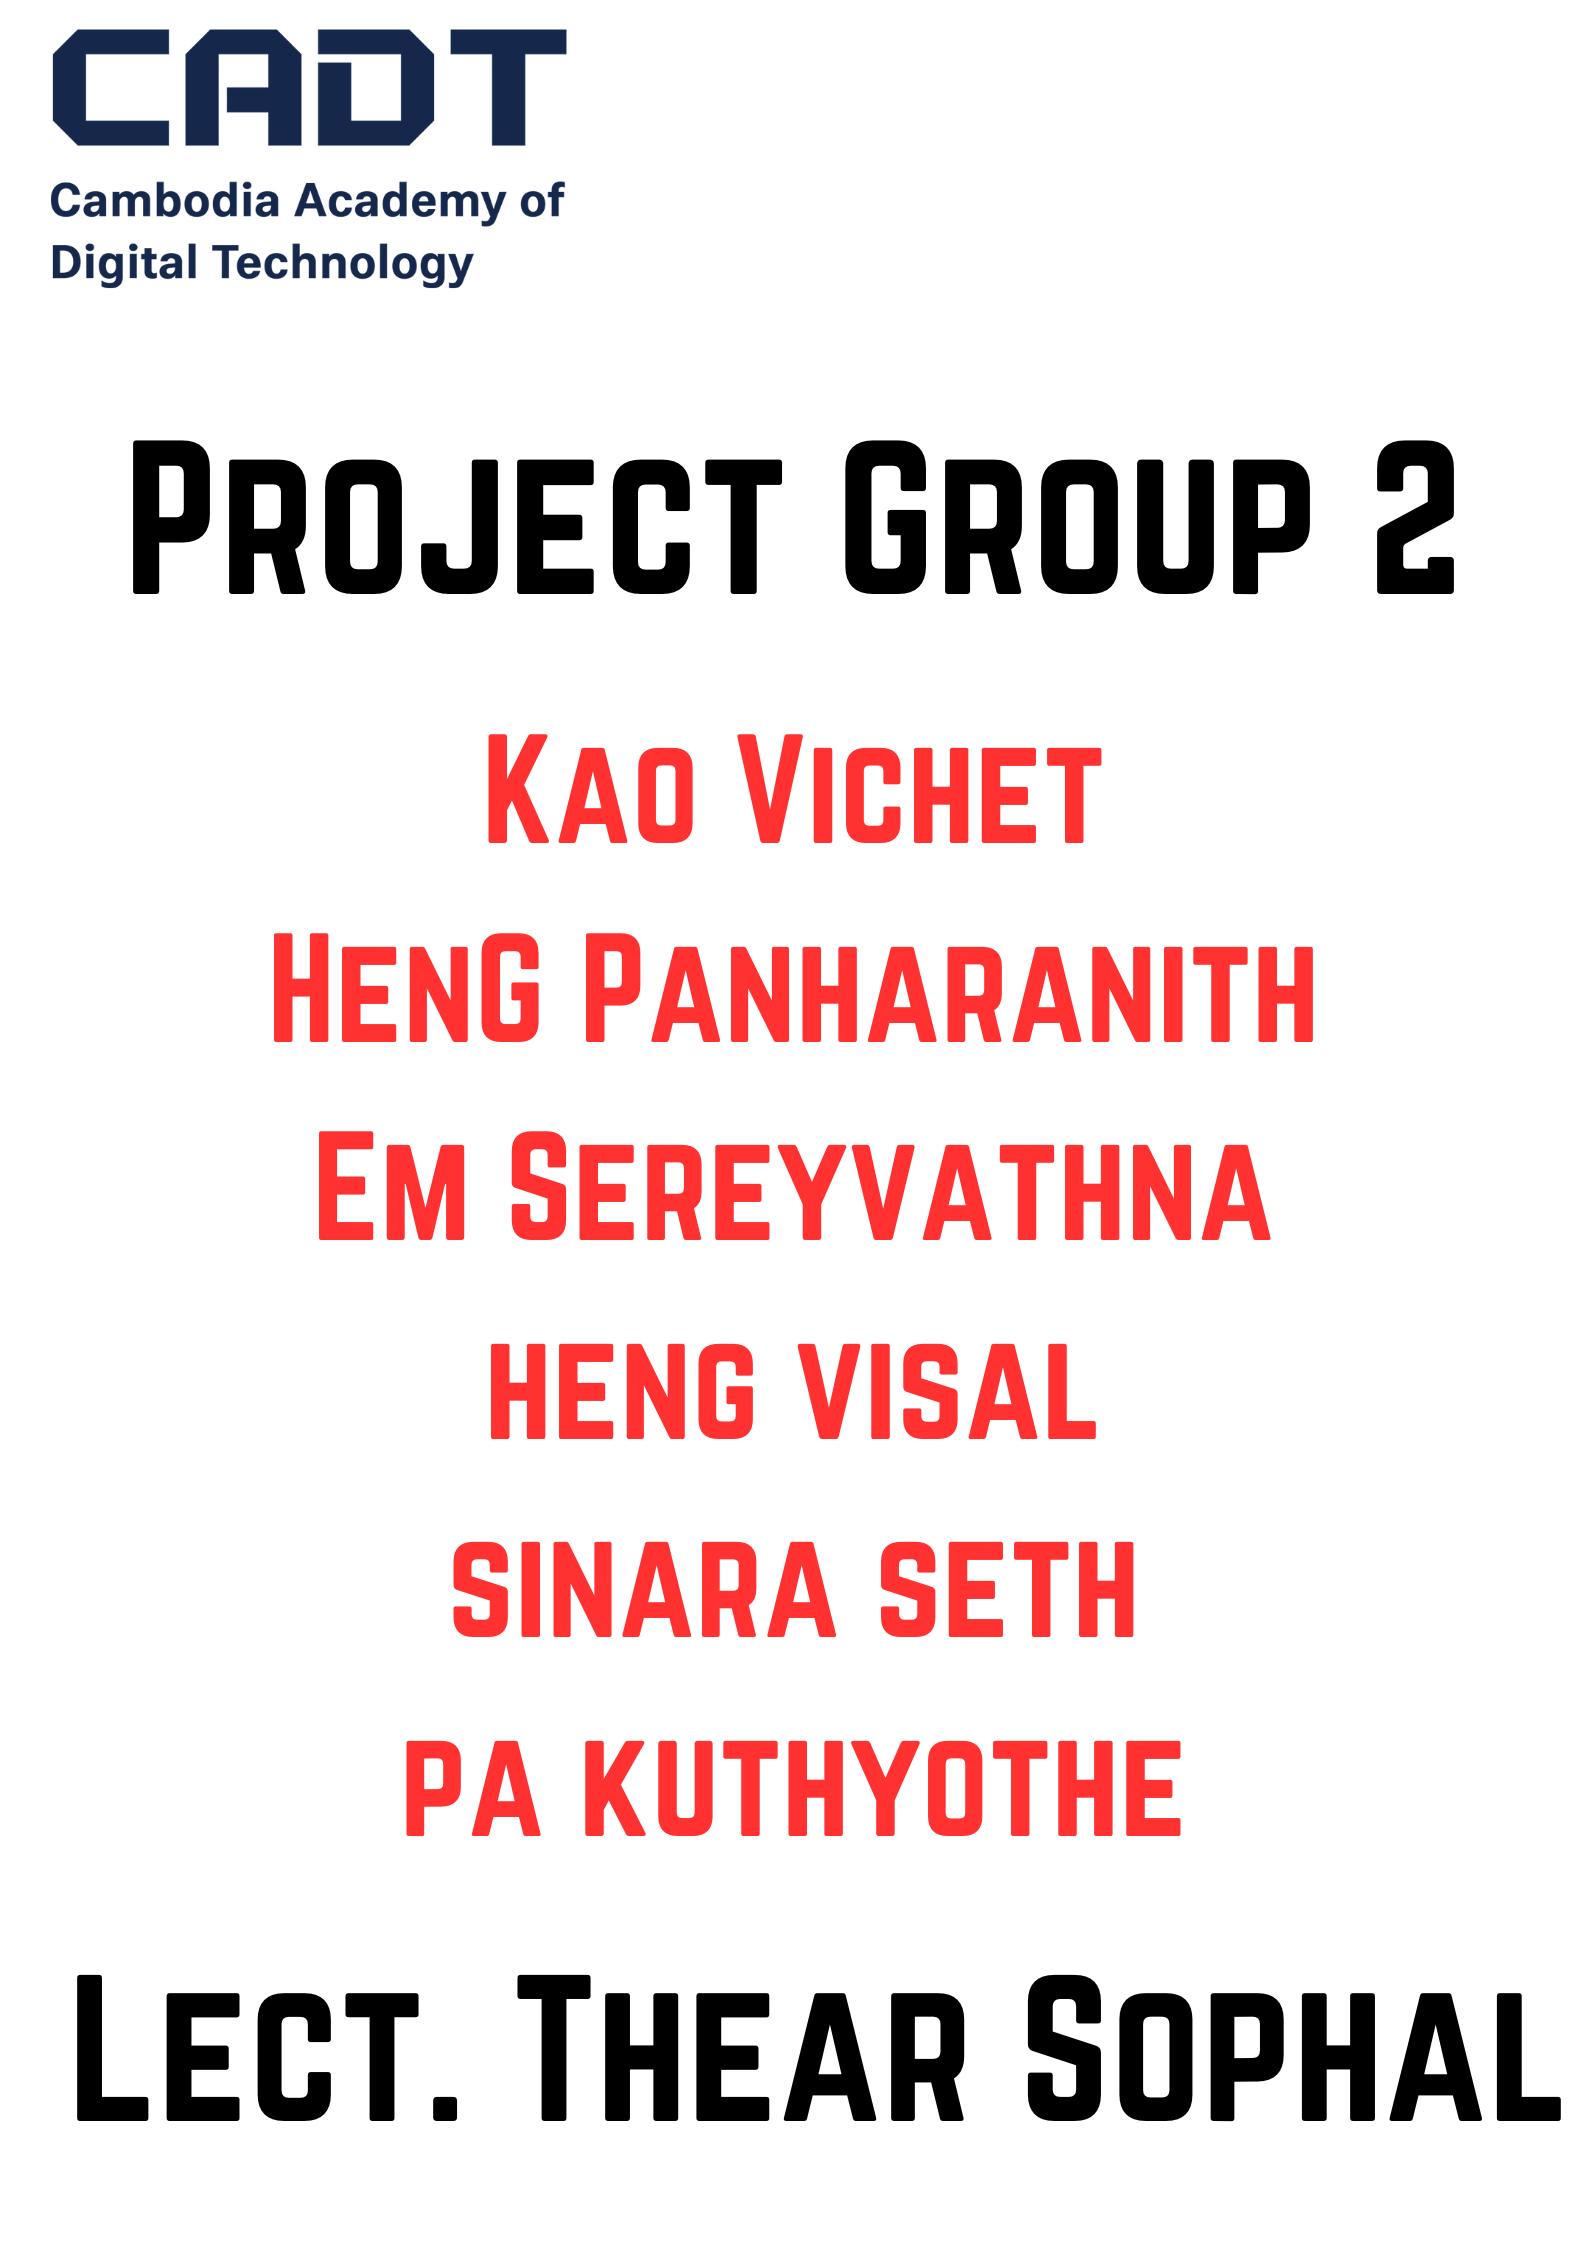 CADT
Cambodia Academy of
Digital Technology
Project Group 2
Kao Vichet
HenG Panharanith
Em Sereyvathna
heng visal
sinara seth
pa kuthyothe
Lect. Thear Sophal